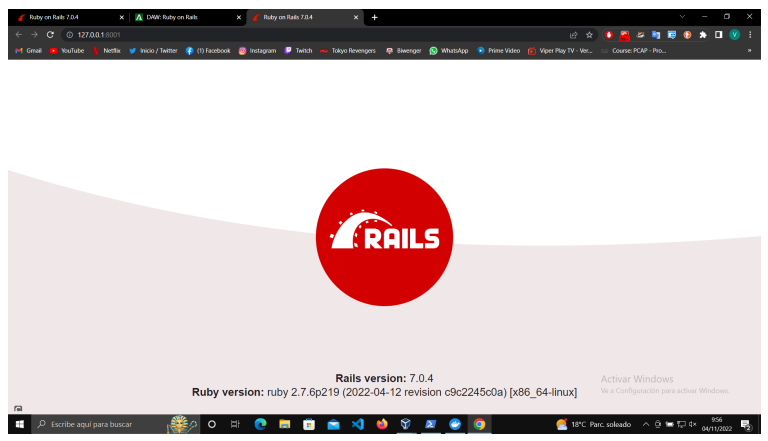 Ruby on Rails 7.0.4
DAW: Ruby on Rails
Ruby on Rails 7.0.4
127.0.0.1:8001
Gmail YouTube Netflix Inicio / Twitter (1) Facebook Instagram Twitch Tokyo Revengers Biwenger WhatsApp Prime Video Viper Play TV - Ver... Course: PCAP - Pro... »
RAILS
Rails version: 7.0.4
Ruby version: ruby 2.7.6p219 (2022-04-12 revision c9c2245c0a) [x86_64-linux]
Activar Windows
Ve a Configuración para activar Windows.
Escribe aquí para buscar
18°C Parc. soleado
9:56
04/11/2022